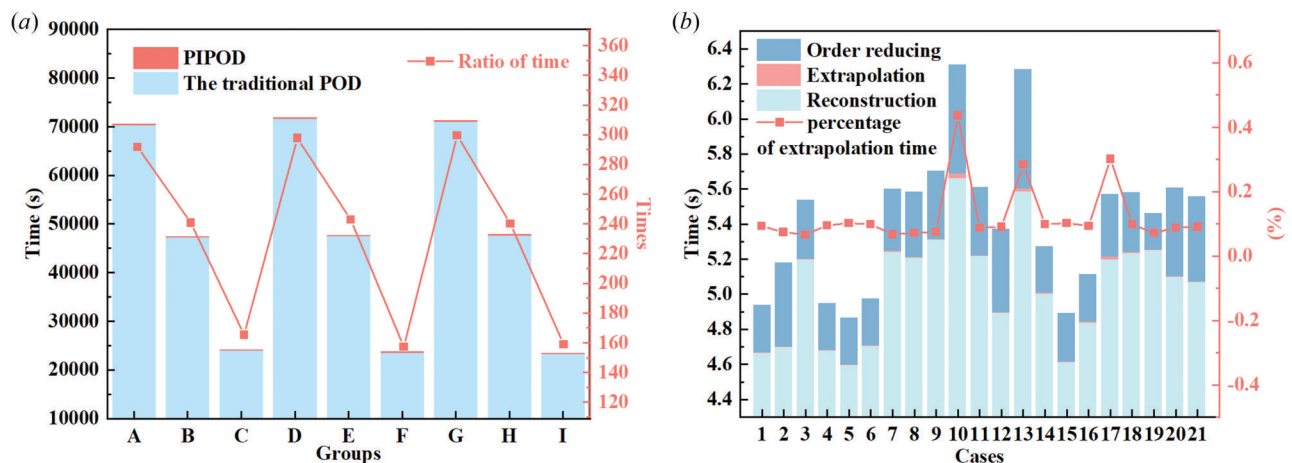 (a)
PIPOD
The traditional POD
Ratio of time
Time (s)
90000
80000
70000
60000
50000
40000
30000
20000
10000
A B C D E F G H I
Groups
360
340
320
300
280
260
240
220
200
180
160
140
120
Times
(b)
Order reducing
Extrapolation
Reconstruction
percentage
of extrapolation time
Time (s)
6.4
6.2
6.0
5.8
5.6
5.4
5.2
5.0
4.8
4.6
4.4
1 2 3 4 5 6 7 8 9 10 11 12 13 14 15 16 17 18 19 20 21
Cases
0.6
0.4
0.2
0.0
-0.2
-0.4
(%)